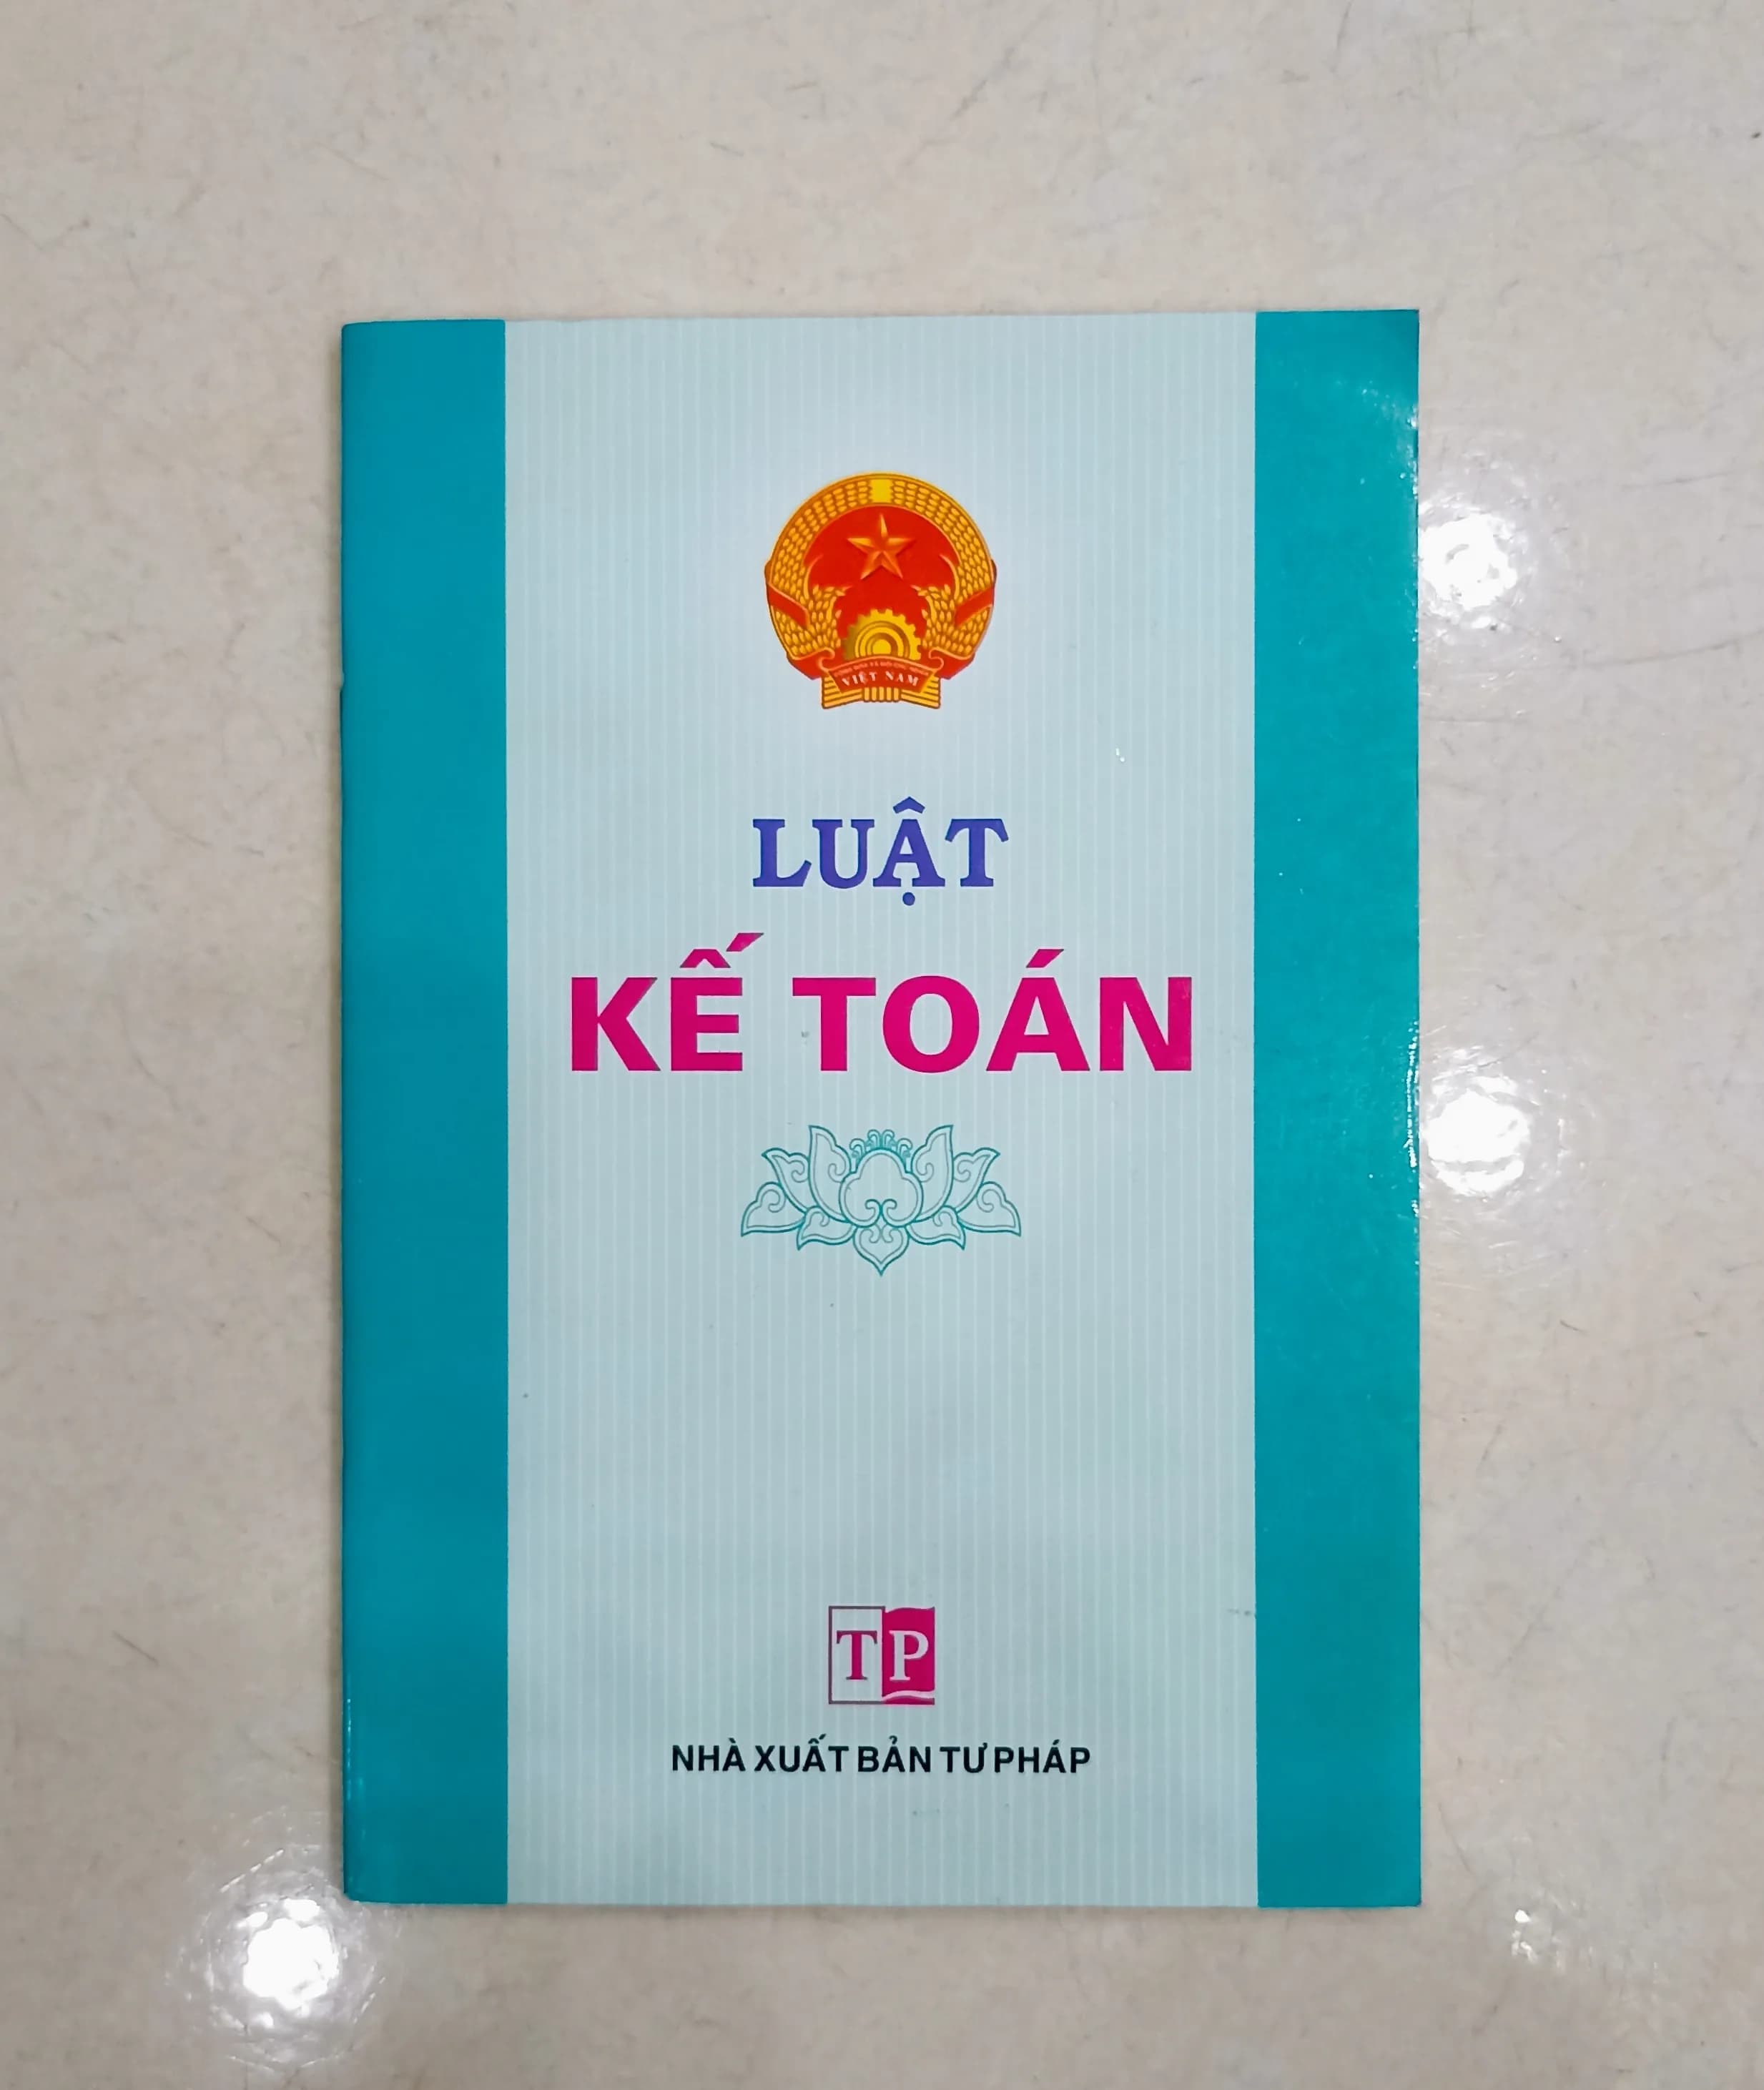 VIỆT NAM
LUẬT
KẾ TOÁN
TP
NHÀ XUẤT BẢN TƯ PHÁP